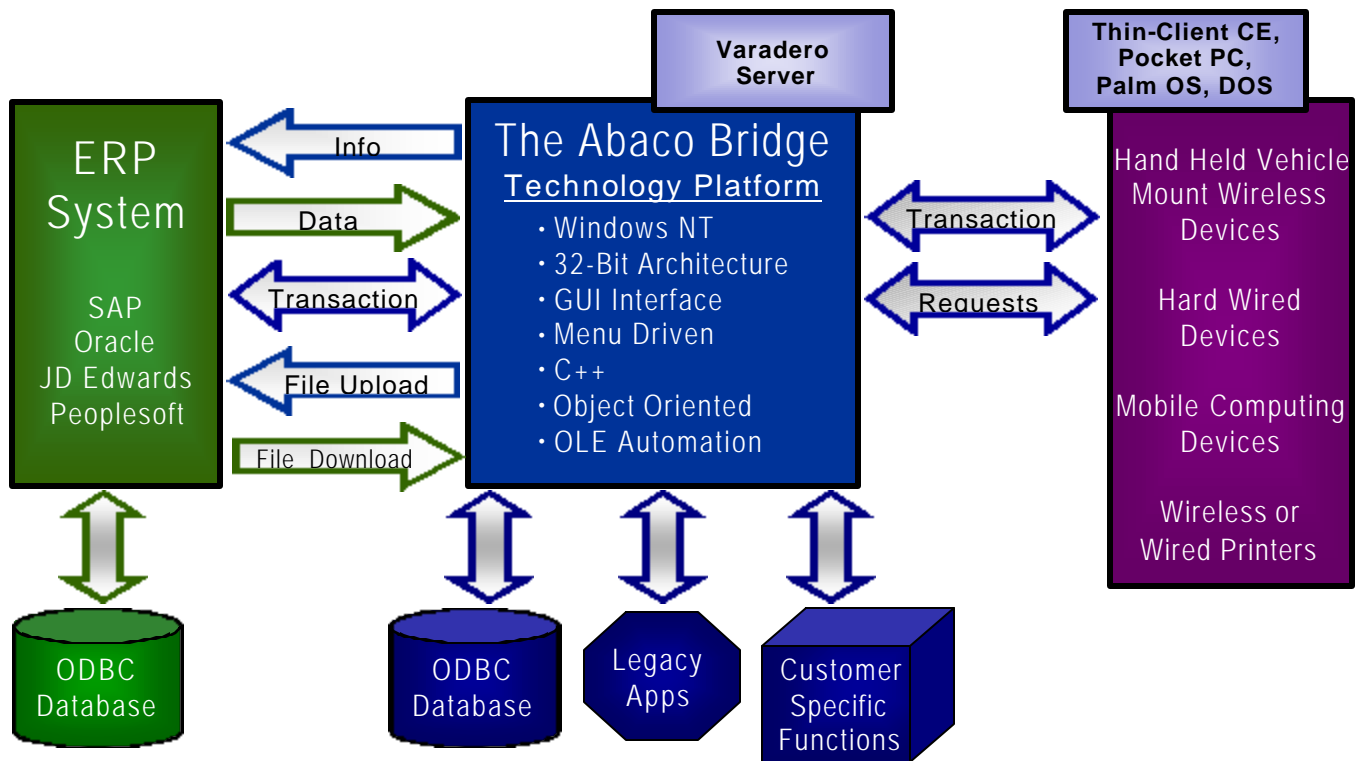 Varadero
Server
Thin-Client CE,
Pocket PC,
Palm OS, DOS
ERP
System
SAP
Oracle
JD Edwards
Peoplesoft
Info
Data
Transaction
File Upload
File Download
The Abaco Bridge
Technology Platform
• Windows NT
• 32-Bit Architecture
• GUI Interface
• Menu Driven
• C++
• Object Oriented
• OLE Automation
Transaction
Requests
Hand Held Vehicle
Mount Wireless
Devices
Hard Wired
Devices
Mobile Computing
Devices
Wireless or
Wired Printers
ODBC
Database
ODBC
Database
Legacy
Apps
Customer
Specific
Functions